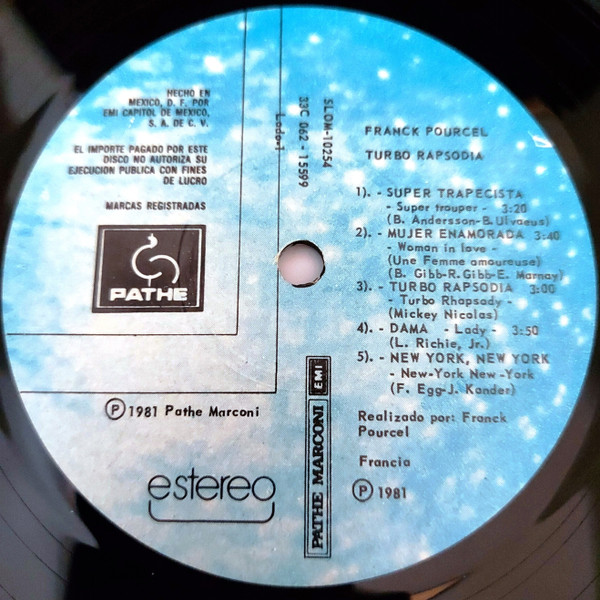 HECHO EN
MEXICO, D. F. POR
EMI CAPITOL DE MEXICO,
S. A. DE C. V.
EL IMPORTE PAGADO POR ESTE
DISCO NO AUTORIZA SU
EJECUCION PUBLICA CON FINES
DE LUCRO
MARCAS REGISTRADAS
PATHE
℗ 1981 Pathe Marconi
estereo
SLOM-10254
33C 062 - 15599
Lado-1
PATHE MARCONI EMI
FRANCK POURCEL
TURBO RAPSODIA
1). - SUPER TRAPECISTA
- Super trouper - 3:20
(B. Andersson-B. Ulvaeus)
2). - MUJER ENAMORADA 3:40
- Woman in love -
(Une Femme amoureuse)
(B. Gibb-R. Gibb-E. Marnay)
3). - TURBO RAPSODIA 3:00
- Turbo Rhapsady -
(Mickey Nicolas)
4). - DAMA - Lady - 3:50
(L. Richie, Jr.)
5). - NEW YORK, NEW YORK
- New-York New -York
(F. Egg-J. Kander)
Realizado por: Franck
Pourcel
Francia
℗ 1981